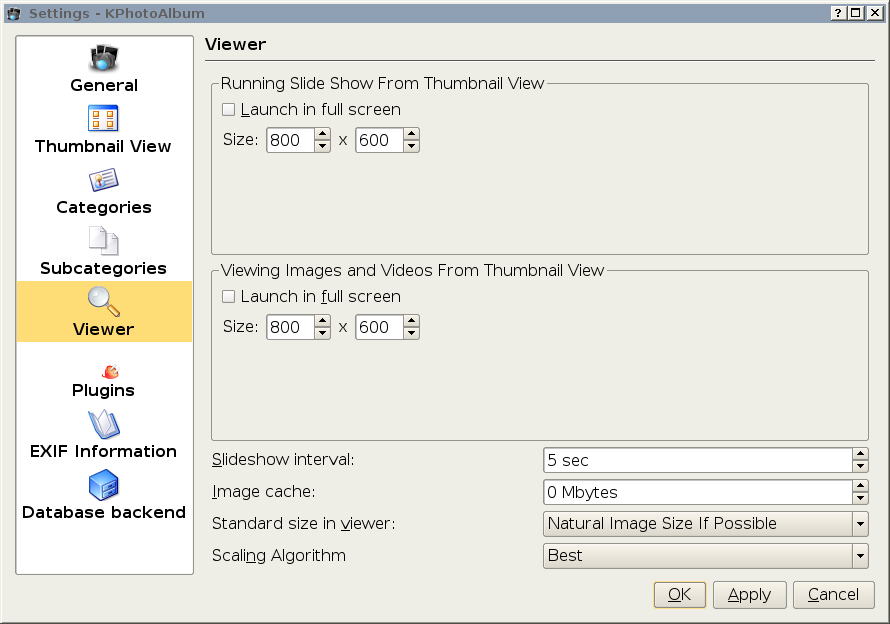 Settings - KPhotoAlbum
General
Thumbnail View
Categories
Subcategories
Viewer
Plugins
EXIF Information
Database backend
Viewer
Running Slide Show From Thumbnail View
Launch in full screen
Size: 800 x 600
Viewing Images and Videos From Thumbnail View
Launch in full screen
Size: 800 x 600
Slideshow interval: 5 sec
Image cache: 0 Mbytes
Standard size in viewer: Natural Image Size If Possible
Scaling Algorithm Best
OK Apply Cancel